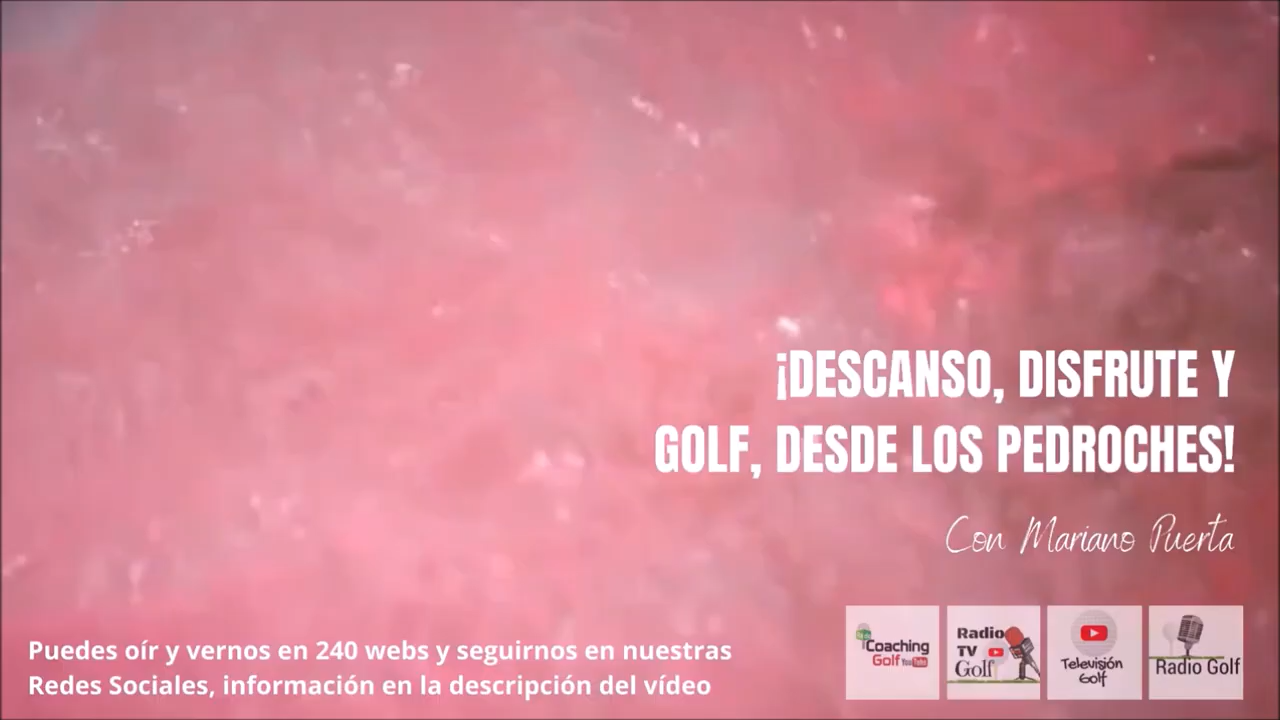 ¡DESCANSO, DISFRUTE Y
GOLF, DESDE LOS PEDROCHES!
Con Mariano Puerta
Puedes oír y vernos en 240 webs y seguirnos en nuestras
Redes Sociales, información en la descripción del vídeo
Coaching
Golf YouTube
Radio
TV
Golf
Televisión
Golf
Radio Golf